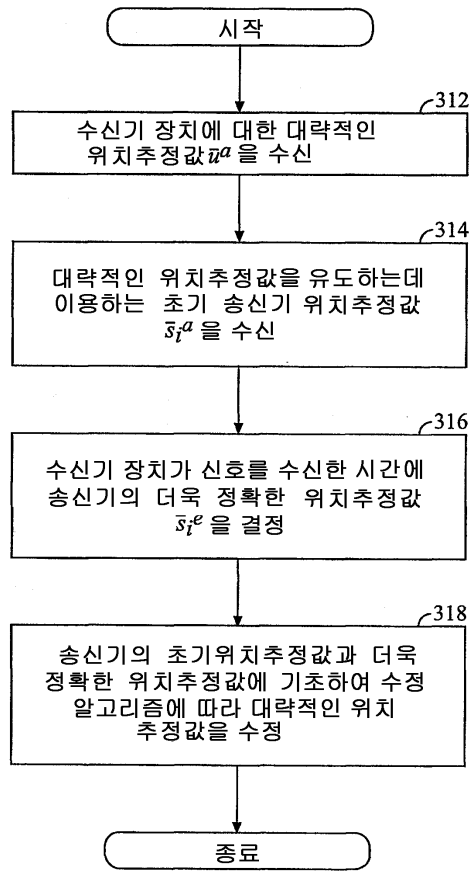 시작
312
수신기 장치에 대한 대략적인
위치추정값 ūᵃ 을 수신
314
대략적인 위치추정값을 유도하는데
이용하는 초기 송신기 위치추정값
s̄ᵢᵃ 을 수신
316
수신기 장치가 신호를 수신한 시간에
송신기의 더욱 정확한 위치추정값
s̄ᵢᵉ 을 결정
318
송신기의 초기위치추정값과 더욱
정확한 위치추정값에 기초하여 수정
알고리즘에 따라 대략적인 위치
추정값을 수정
종료